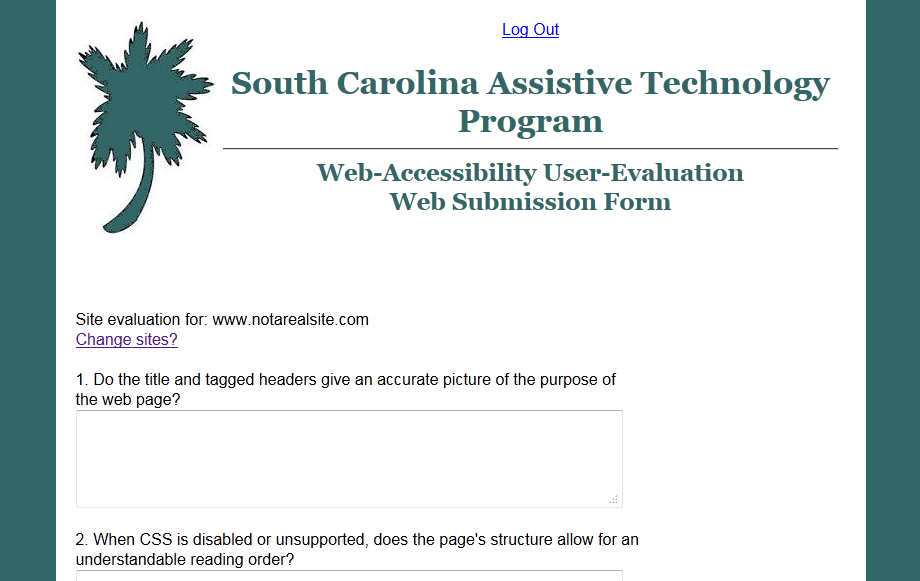 Log Out
South Carolina Assistive Technology
Program
Web-Accessibility User-Evaluation
Web Submission Form
Site evaluation for: www.notarealsite.com
Change sites?
1. Do the title and tagged headers give an accurate picture of the purpose of
the web page?
2. When CSS is disabled or unsupported, does the page's structure allow for an
understandable reading order?